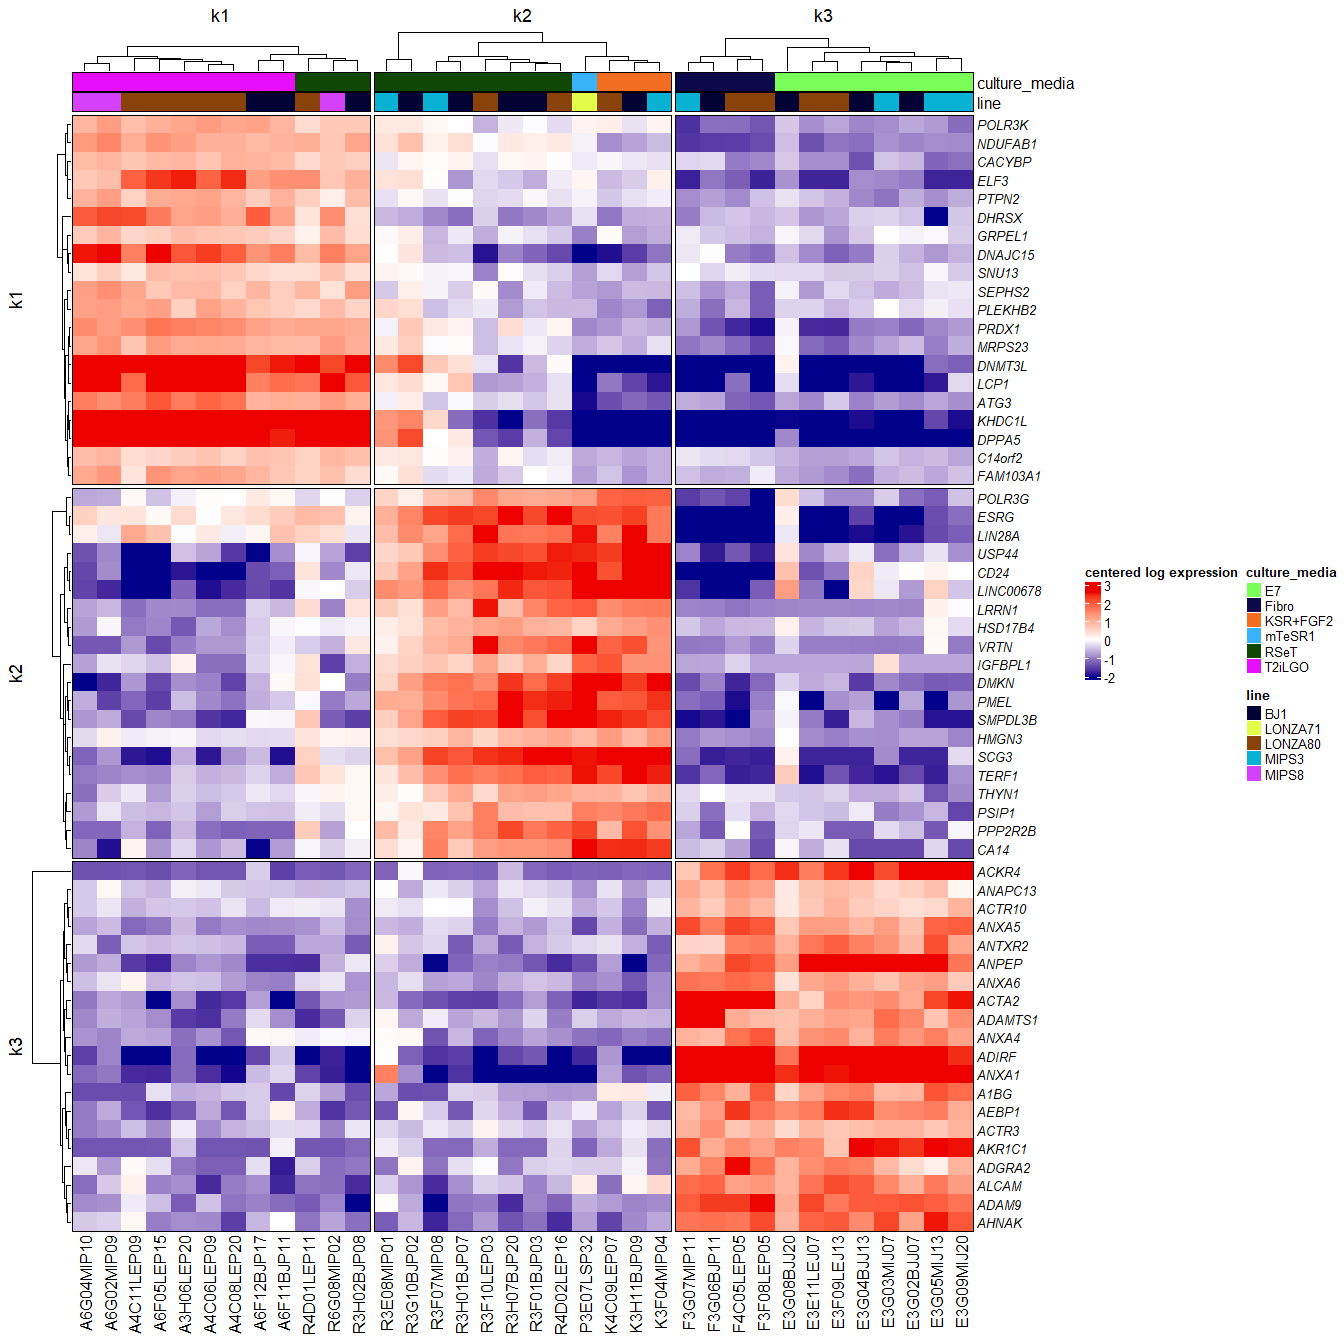 k1
k2
k3
culture_media
line
k1
POLR3K
NDUFAB1
CACYBP
ELF3
PTPN2
DHRSX
GRPEL1
DNAJC15
SNU13
SEPHS2
PLEKHB2
PRDX1
MRPS23
DNMT3L
LCP1
ATG3
KHDC1L
DPPA5
C14orf2
FAM103A1
k2
POLR3G
ESRG
LIN28A
USP44
CD24
LINC00678
LRRN1
HSD17B4
VRTN
IGFBPL1
DMKN
PMEL
SMPDL3B
HMGN3
SCG3
TERF1
THYN1
PSIP1
PPP2R2B
CA14
k3
ACKR4
ANAPC13
ACTR10
ANXA5
ANTXR2
ANPEP
ANXA6
ACTA2
ADAMTS1
ANXA4
ADIRF
ANXA1
A1BG
AEBP1
ACTR3
AKR1C1
ADGRA2
ALCAM
ADAM9
AHNAK
A6G04MIP10
A6G02MIP09
A4C11LEP09
A6F05LEP15
A3H06LEP20
A4C06LEP09
A4C08LEP20
A6F12BJP17
A6F11BJP11
R4D01LEP11
R6G08MIP02
R3H02BJP08
R3E08MIP01
R3G10BJP02
R3F07MIP08
R3H01BJP07
R3F10LEP03
R3H07BJP20
R3F01BJP03
R4D02LEP16
P3E07LSP32
K4C09LEP07
K3H11BJP09
K3F04MIP04
F3G07MIP11
F3G06BJP11
F4C05LEP05
F3F08LEP05
E3G08BJJ20
E3E11LEJ07
E3F09LEJ13
E3G04BJJ13
E3G03MIJ07
E3G02BJJ07
E3G05MIJ13
E3G09MIJ20
centered log expression
3
2
1
0
-1
-2
culture_media
E7
Fibro
KSR+FGF2
mTeSR1
RSeT
T2iLGO
line
BJ1
LONZA71
LONZA80
MIPS3
MIPS8